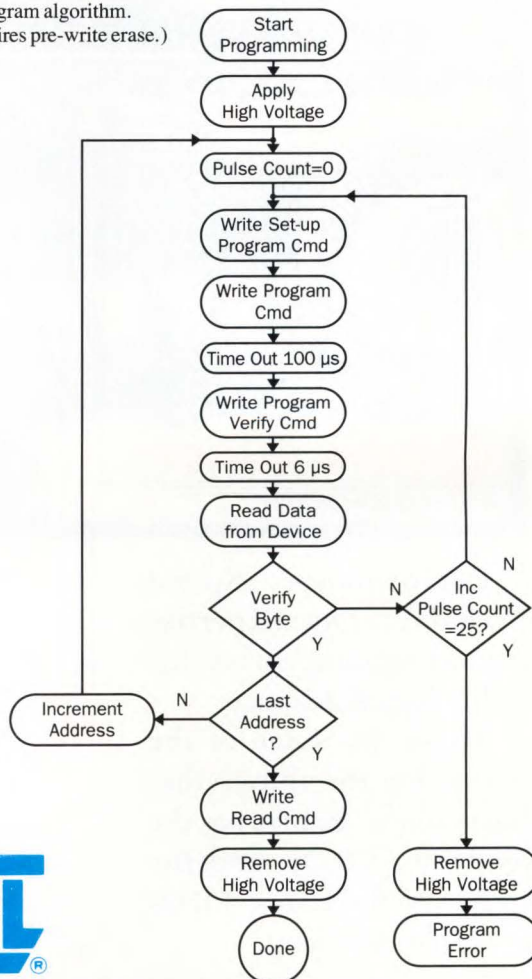 gram algorithm.
ires pre-write erase.)
Start
Programming
Apply
High Voltage
Pulse Count=0
Write Set-up
Program Cmd
Write Program
Cmd
Time Out 100 µs
Write Program
Verify Cmd
Time Out 6 µs
Read Data
from Device
Verify
Byte
N
Y
Inc
Pulse Count
=25?
N
Y
Increment
Address
N
Last
Address
?
Y
Write
Read Cmd
Remove
High Voltage
Done
Remove
High Voltage
Program
Error
L
®